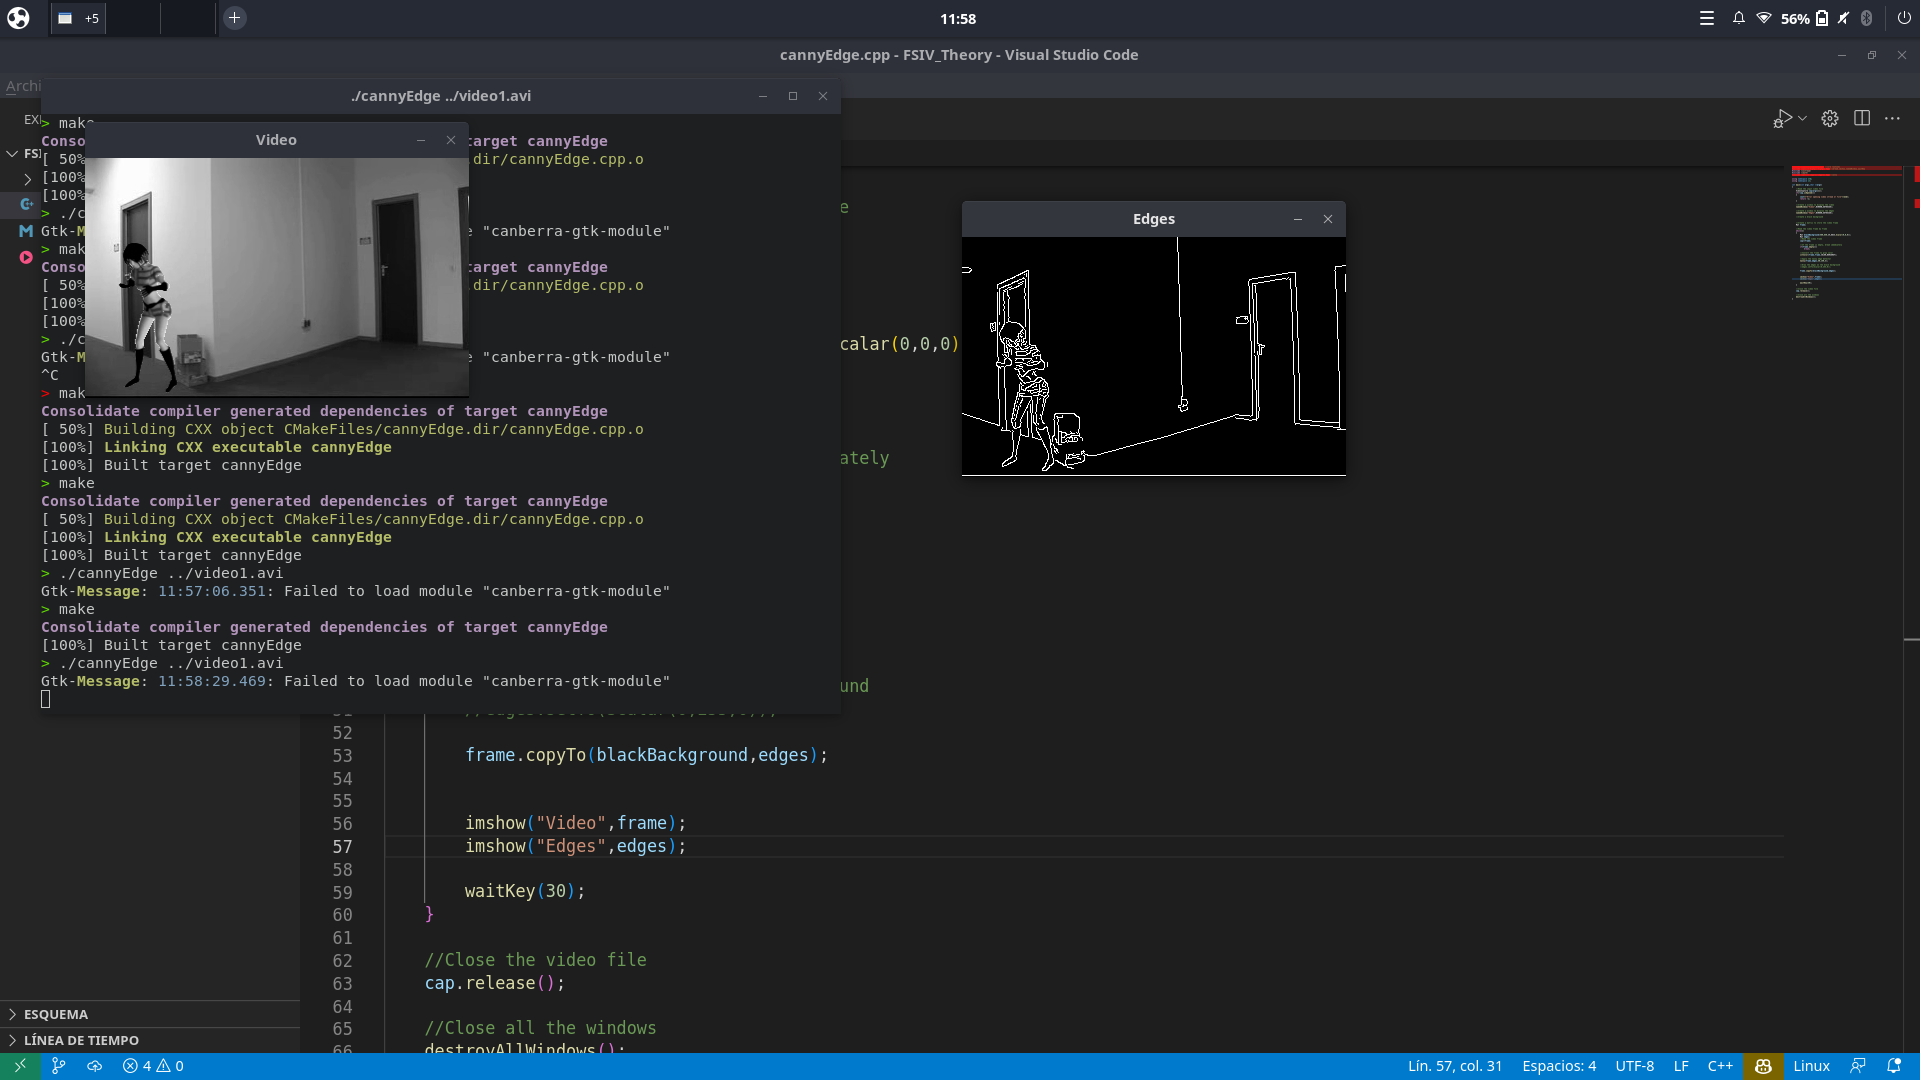 +5
11:58
56%
cannyEdge.cpp - FSIV_Theory - Visual Studio Code
Archi
./cannyEdge ../video1.avi
EXI
FSI
> make
Consolidate compiler generated dependencies of target cannyEdge
Video
target cannyEdge
[ 50%
.dir/cannyEdge.cpp.o
[100%
[100%
> ./c
Gtk-M
"canberra-gtk-module"
> mak
Conso
target cannyEdge
[ 50%
.dir/cannyEdge.cpp.o
[100%
[100%
> ./c
Gtk-M
"canberra-gtk-module"
^C
> mak
Consolidate compiler generated dependencies of target cannyEdge
[ 50%] Building CXX object CMakeFiles/cannyEdge.dir/cannyEdge.cpp.o
[100%] Linking CXX executable cannyEdge
[100%] Built target cannyEdge
> make
Consolidate compiler generated dependencies of target cannyEdge
[ 50%] Building CXX object CMakeFiles/cannyEdge.dir/cannyEdge.cpp.o
[100%] Linking CXX executable cannyEdge
[100%] Built target cannyEdge
> ./cannyEdge ../video1.avi
Gtk-Message: 11:57:06.351: Failed to load module "canberra-gtk-module"
> make
Consolidate compiler generated dependencies of target cannyEdge
[100%] Built target cannyEdge
> ./cannyEdge ../video1.avi
Gtk-Message: 11:58:29.469: Failed to load module "canberra-gtk-module"
Edges
calar(0,0,0)
ately
und
52
53 frame.copyTo(blackBackground,edges);
54
55
56 imshow("Video",frame);
57 imshow("Edges",edges);
58
59 waitKey(30);
60 }
61
62 //Close the video file
63 cap.release();
64
65 //Close all the windows
66 destroyAllWindows();
ESQUEMA
LÍNEA DE TIEMPO
4 0
Lín. 57, col. 31
Espacios: 4
UTF-8
LF
C++
Linux